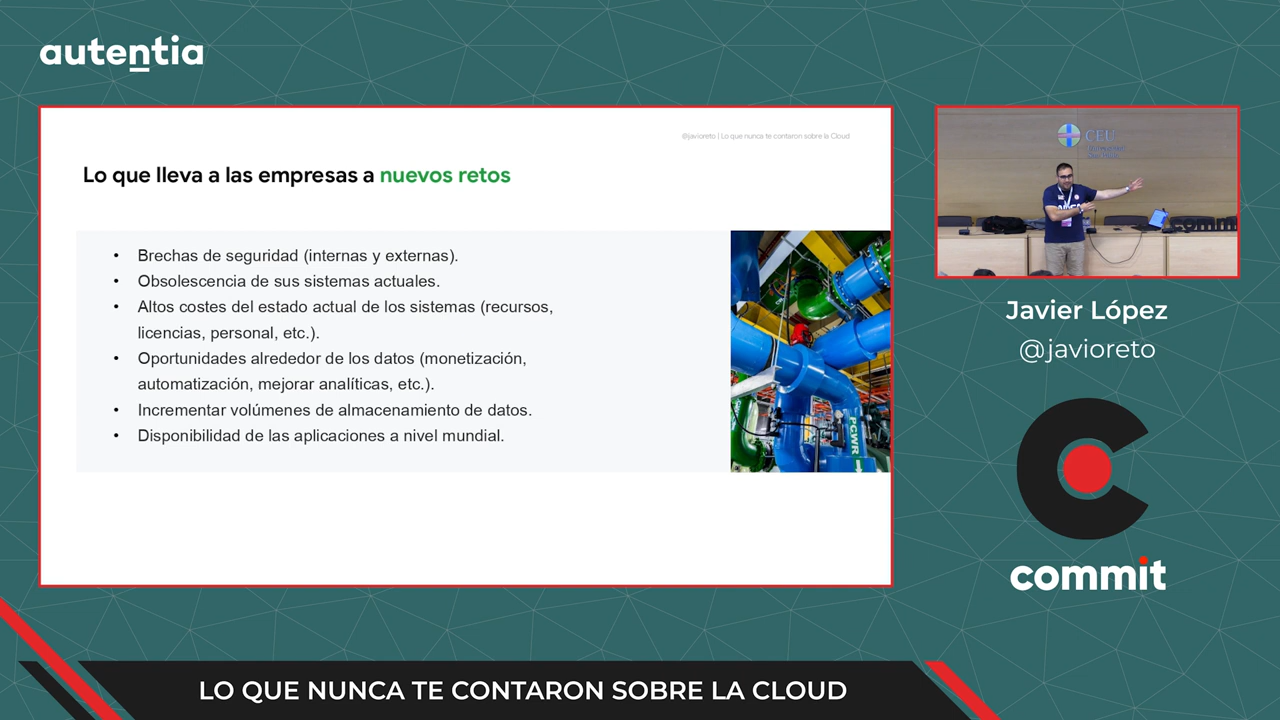 autentia
@javioreto | Lo que nunca te contaron sobre la Cloud
Lo que lleva a las empresas a nuevos retos
• Brechas de seguridad (internas y externas).
• Obsolescencia de sus sistemas actuales.
• Altos costes del estado actual de los sistemas (recursos,
licencias, personal, etc.).
• Oportunidades alrededor de los datos (monetización,
automatización, mejorar analíticas, etc.).
• Incrementar volúmenes de almacenamiento de datos.
• Disponibilidad de las aplicaciones a nivel mundial.
PCWR
CEU
Javier López
@javioreto
commit
LO QUE NUNCA TE CONTARON SOBRE LA CLOUD